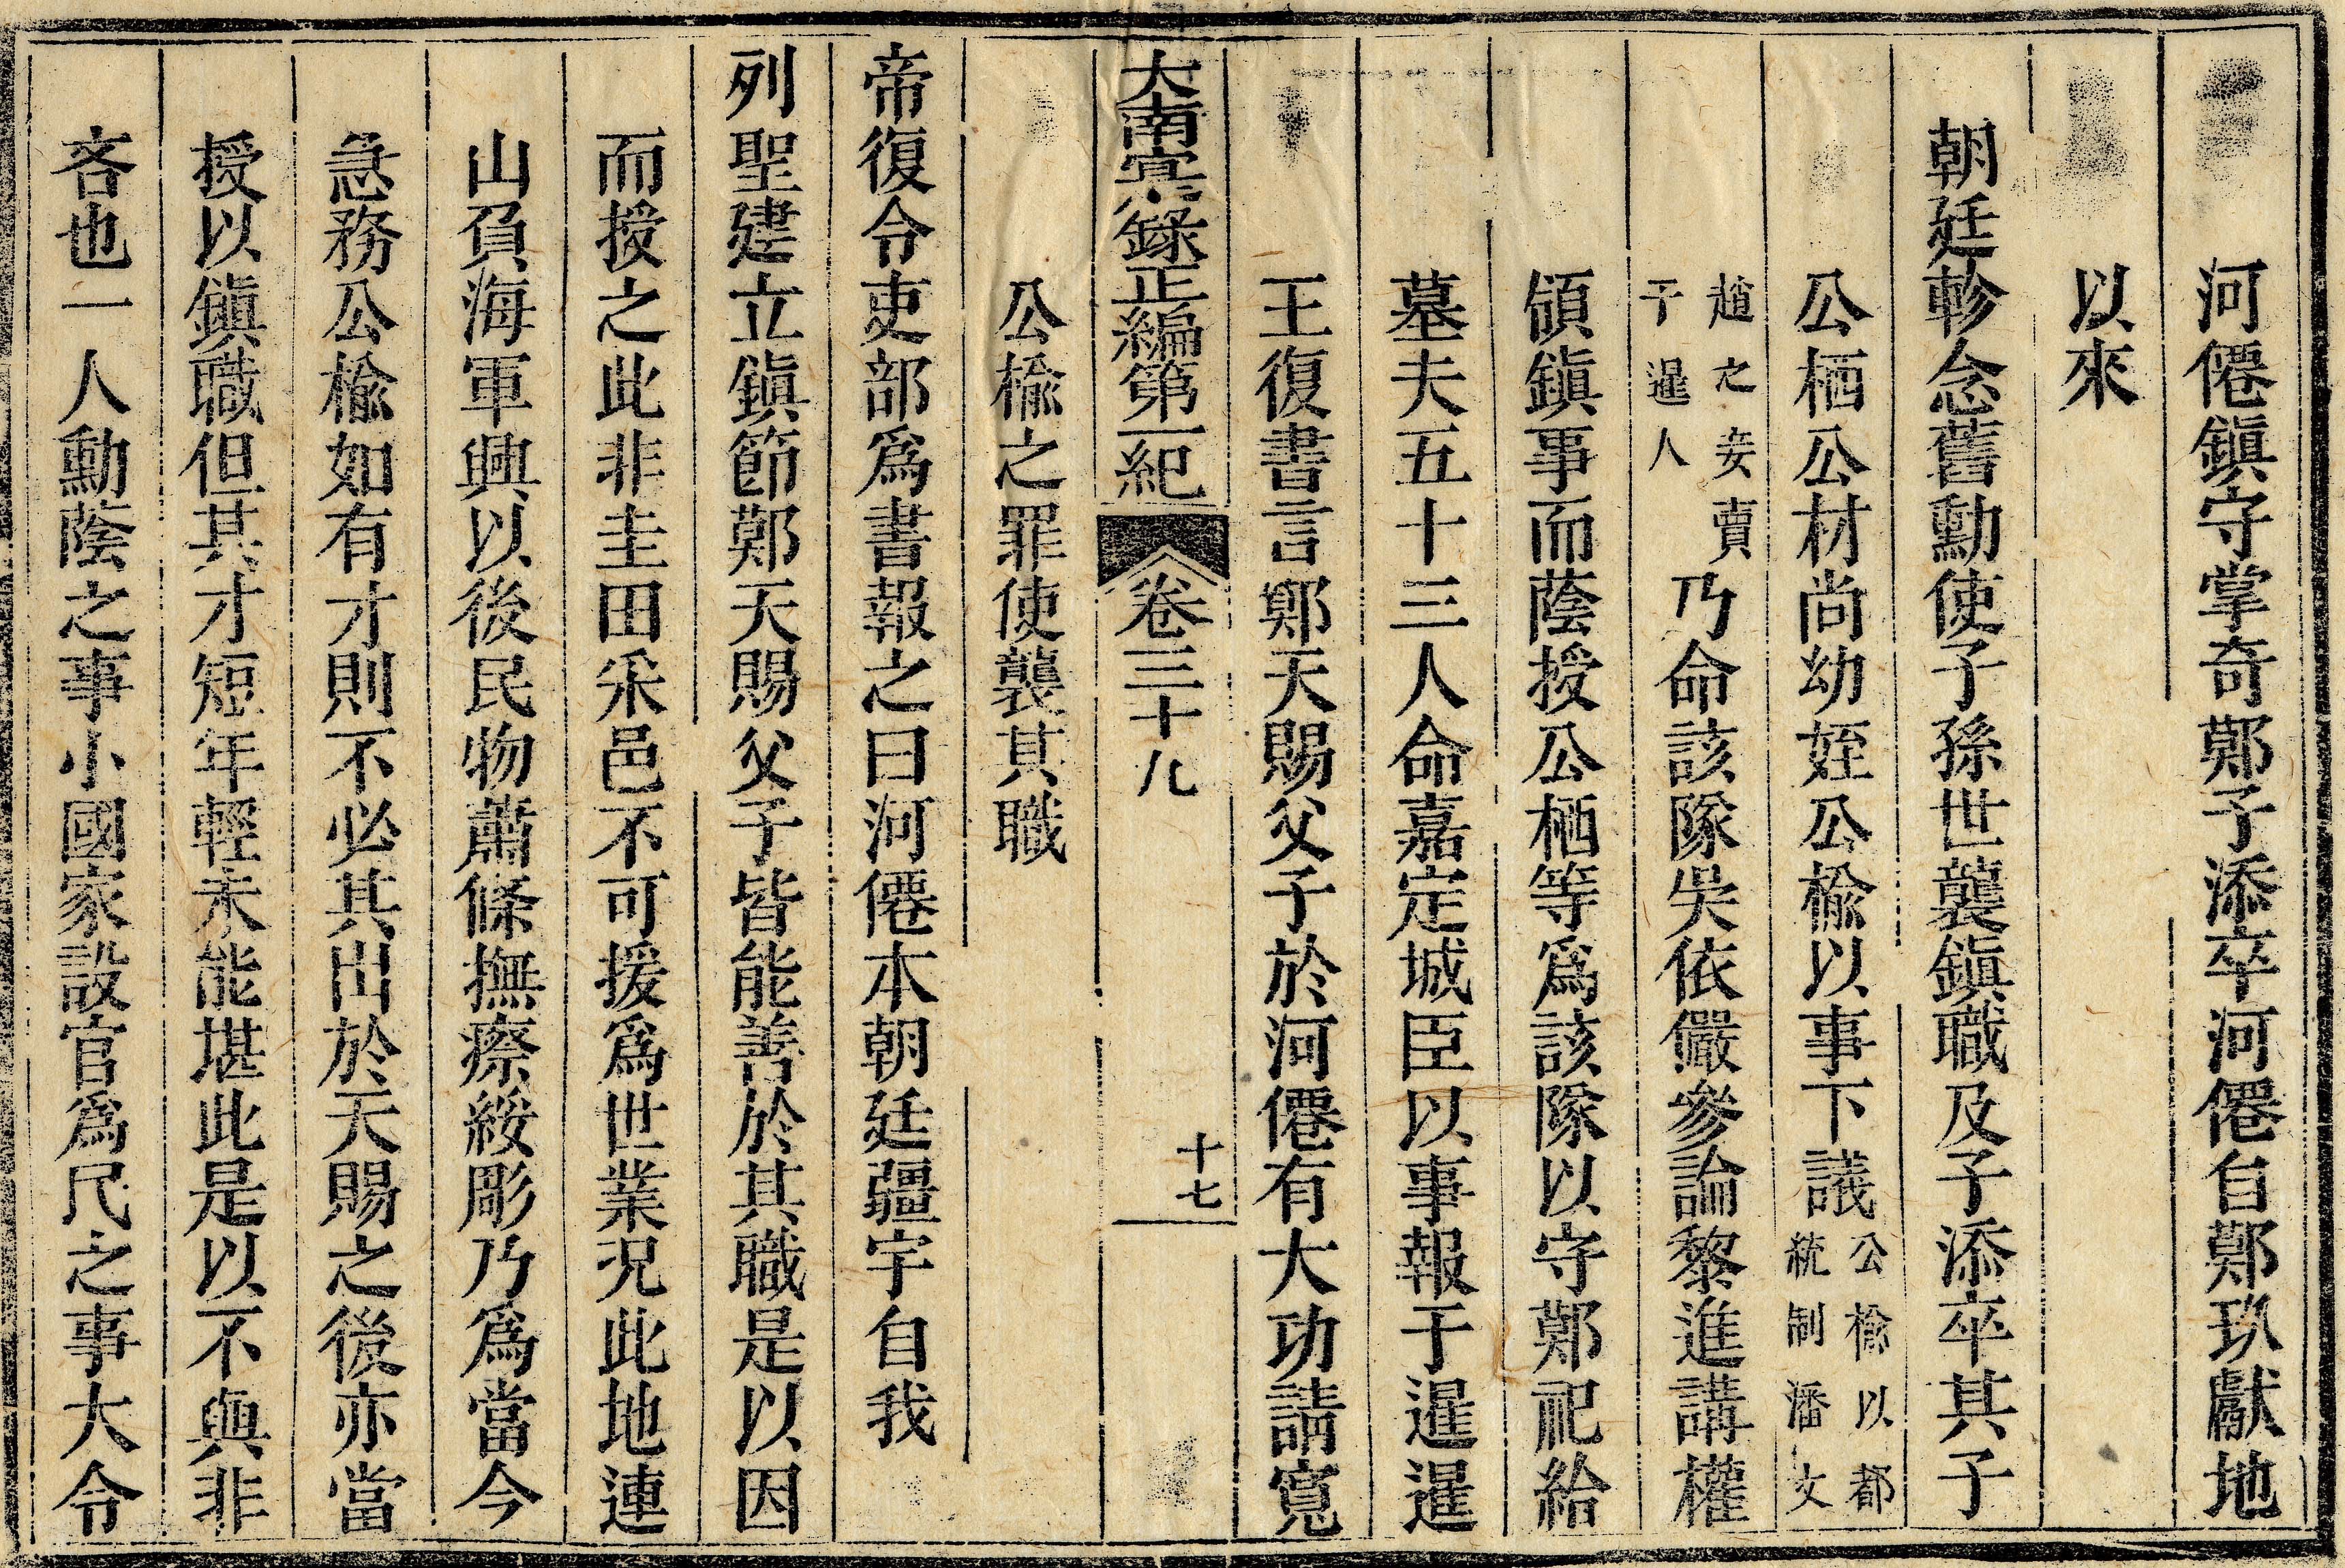 河僊鎮守掌奇鄚子添卒河僊自鄚玖獻地
以來
朝廷軫念舊勳使子孫世襲鎮職及子添卒其子
公栖公材尚幼姪公榆以事下議公榆以都統制潘文
趙之妾賣于暹人乃命該隊吳依儼參論黎進講權
領鎮事而蔭授公栖等爲該隊以守鄚祀給
墓夫五十三人命嘉定城臣以事報于暹暹
王復書言鄚天賜父子於河僊有大功請寬
大南寔錄正編第一紀 卷三十八 十七
公榆之罪使襲其職
帝復令吏部爲書報之曰河僊本朝廷疆宇自我
列聖建立鎮節鄚天賜父子皆能善於其職是以因
而授之此非圭田采邑不可援爲世業况此地連
山負海軍興以後民物蕭條撫瘵綏彫乃爲當今
急務公榆如有才則不必其出於天賜之後亦當
授以鎮職但其才短年輕未能堪此是以不與非
吝也一人勳蔭之事小國家設官爲民之事大令